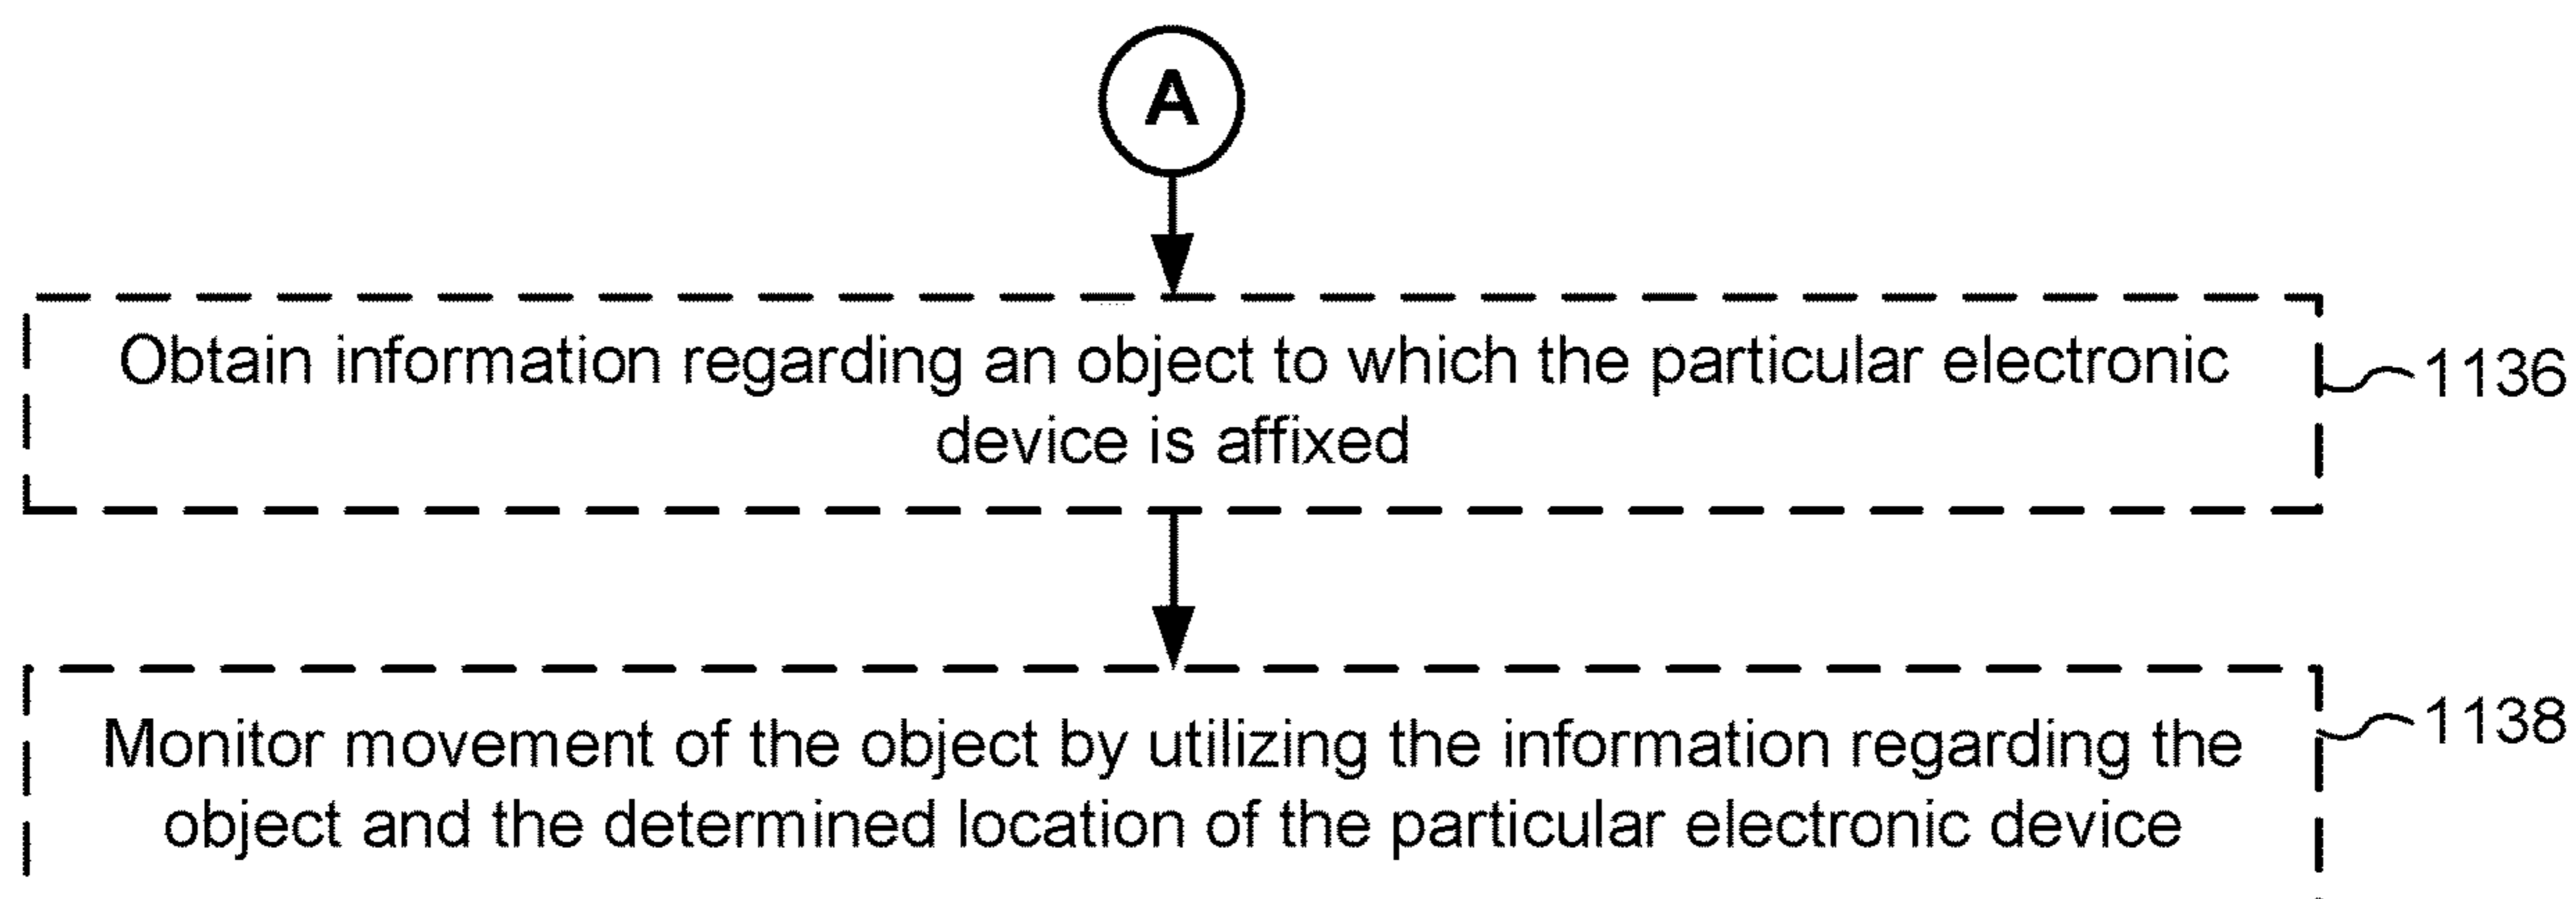 A
Obtain information regarding an object to which the particular electronic
device is affixed
1136
Monitor movement of the object by utilizing the information regarding the
object and the determined location of the particular electronic device
1138